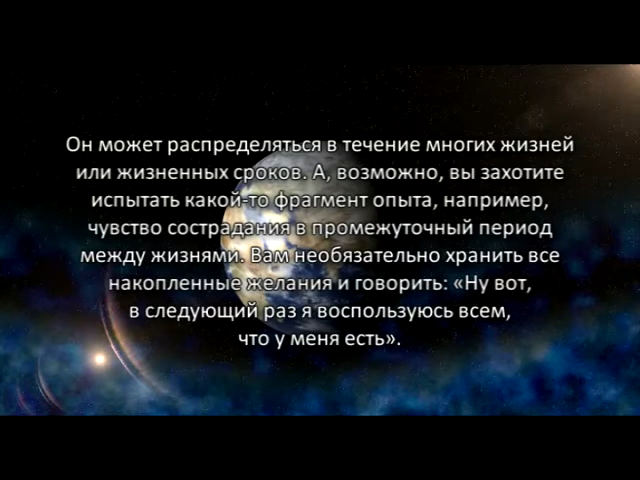 Он может распределяться в течение многих жизней
или жизненных сроков. А, возможно, вы захотите
испытать какой-то фрагмент опыта, например,
чувство сострадания в промежуточный период
между жизнями. Вам необязательно хранить все
накопленные желания и говорить: «Ну вот,
в следующий раз я воспользуюсь всем,
что у меня есть».